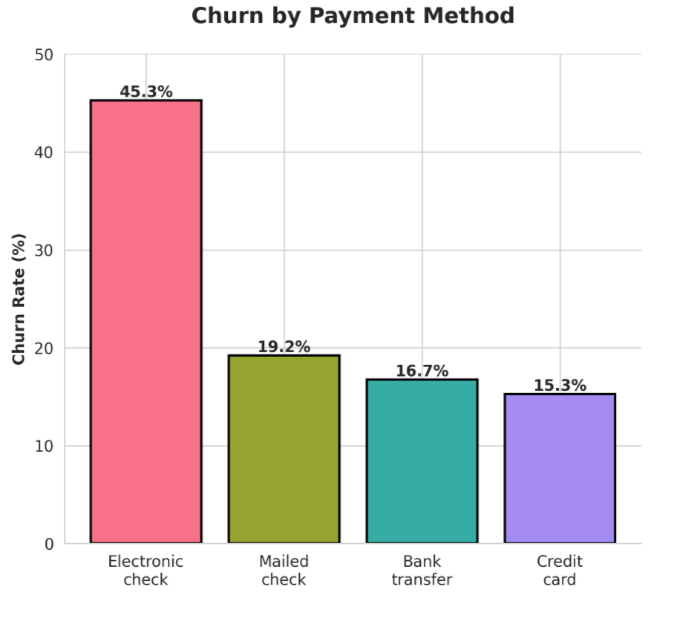 Churn by Payment Method
Churn Rate (%)
50
40
30
20
10
0
45.3%
19.2%
16.7%
15.3%
Electronic
check
Mailed
check
Bank
transfer
Credit
card